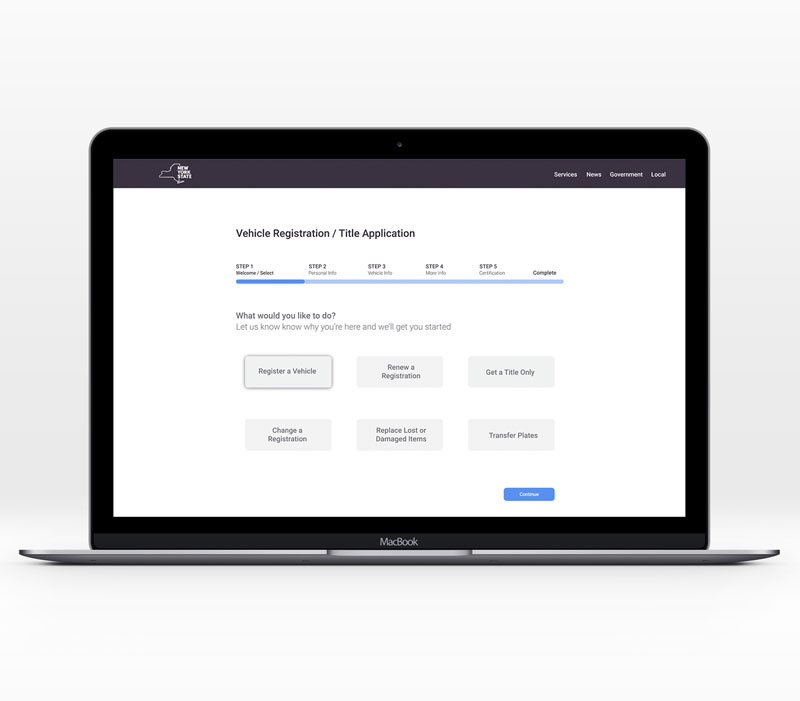 NEW
YORK
STATE
Services News Government Local
Vehicle Registration / Title Application
STEP 1 STEP 2 STEP 3 STEP 4 STEP 5
Welcome / Select Personal Info Vehicle Info More Info Certification Complete
What would you like to do?
Let us know know why you're here and we'll get you started
Register a Vehicle
Renew a
Registration
Get a Title Only
Change a
Registration
Replace Lost or
Damaged Items
Transfer Plates
Continue
MacBook